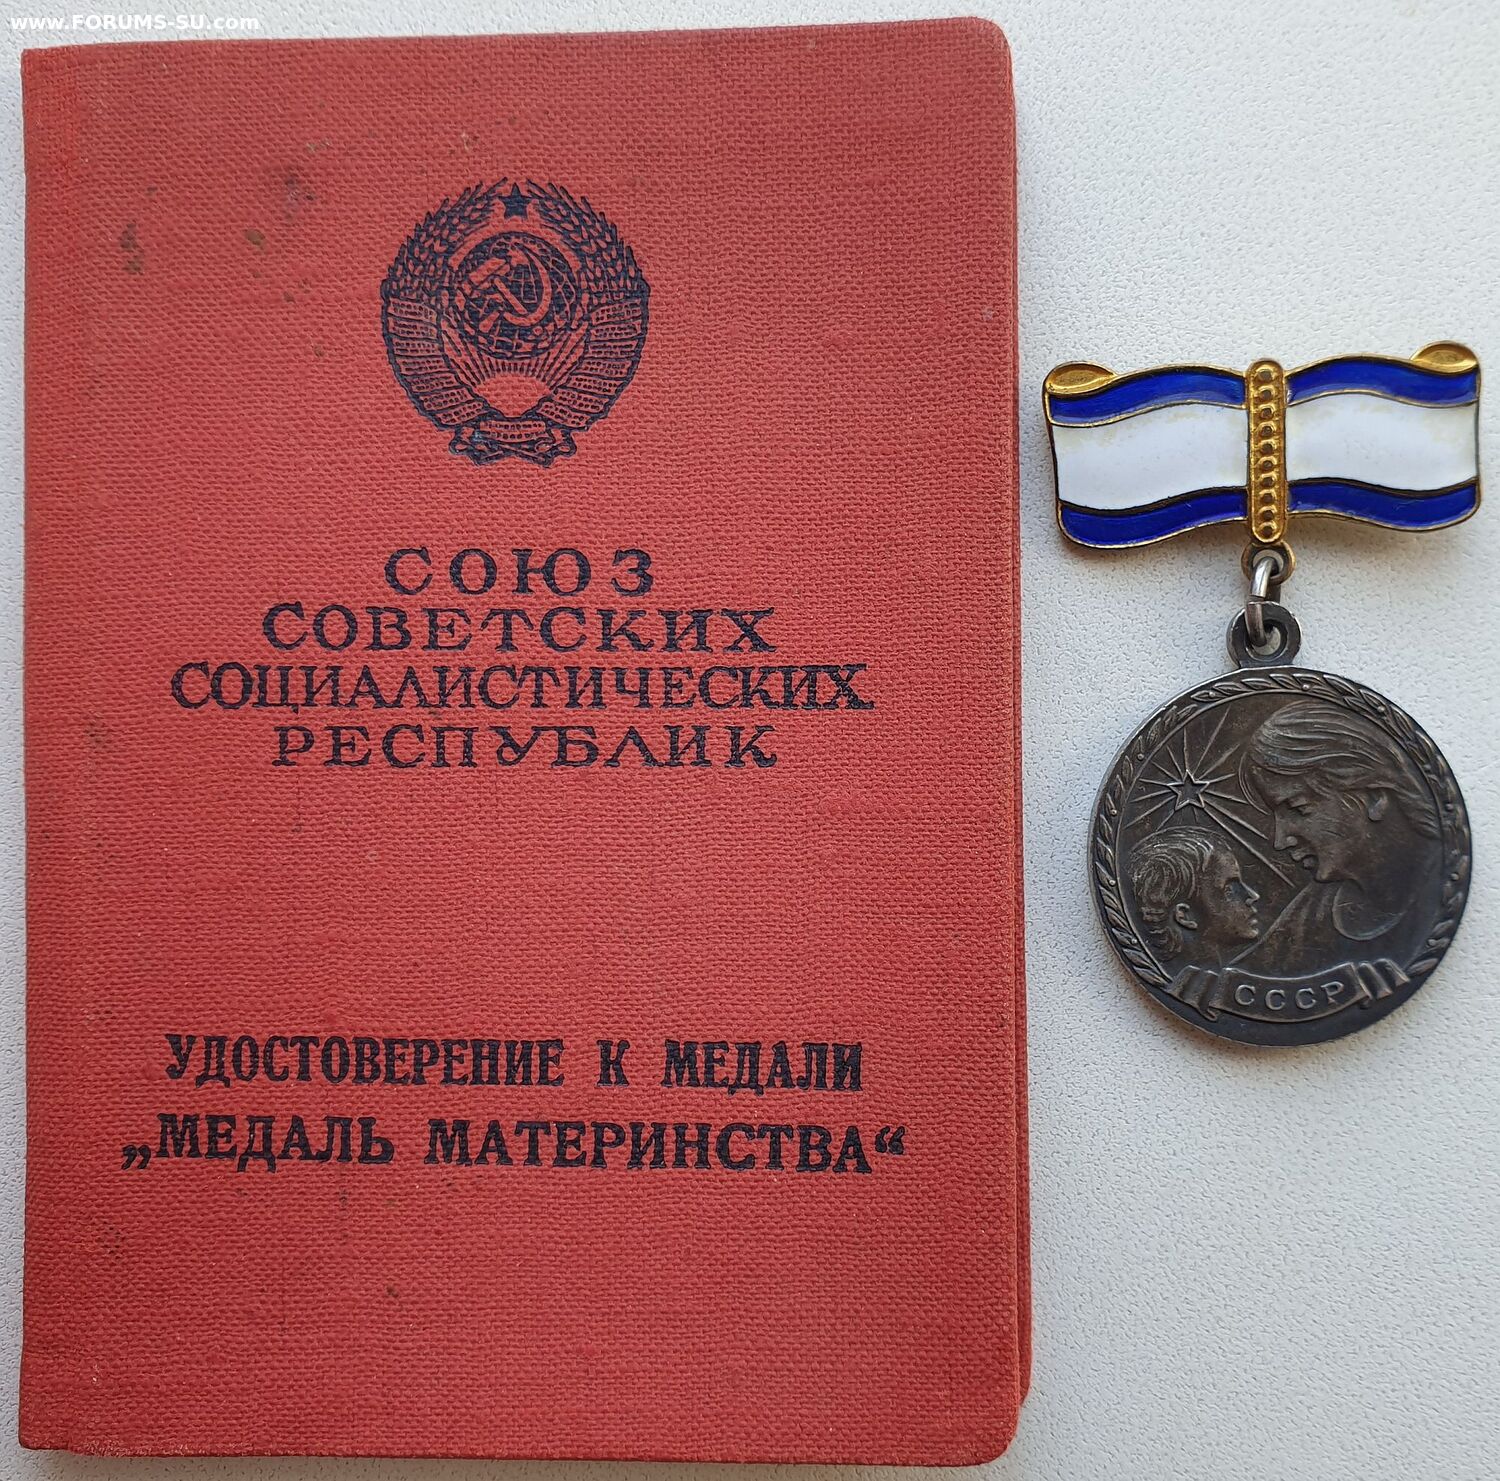 www.FORUMS-SU.com
СОЮЗ
СОВЕТСКИХ
СОЦИАЛИСТИЧЕСКИХ
РЕСПУБЛИК
УДОСТОВЕРЕНИЕ К МЕДАЛИ
„МЕДАЛЬ МАТЕРИНСТВА“
СССР